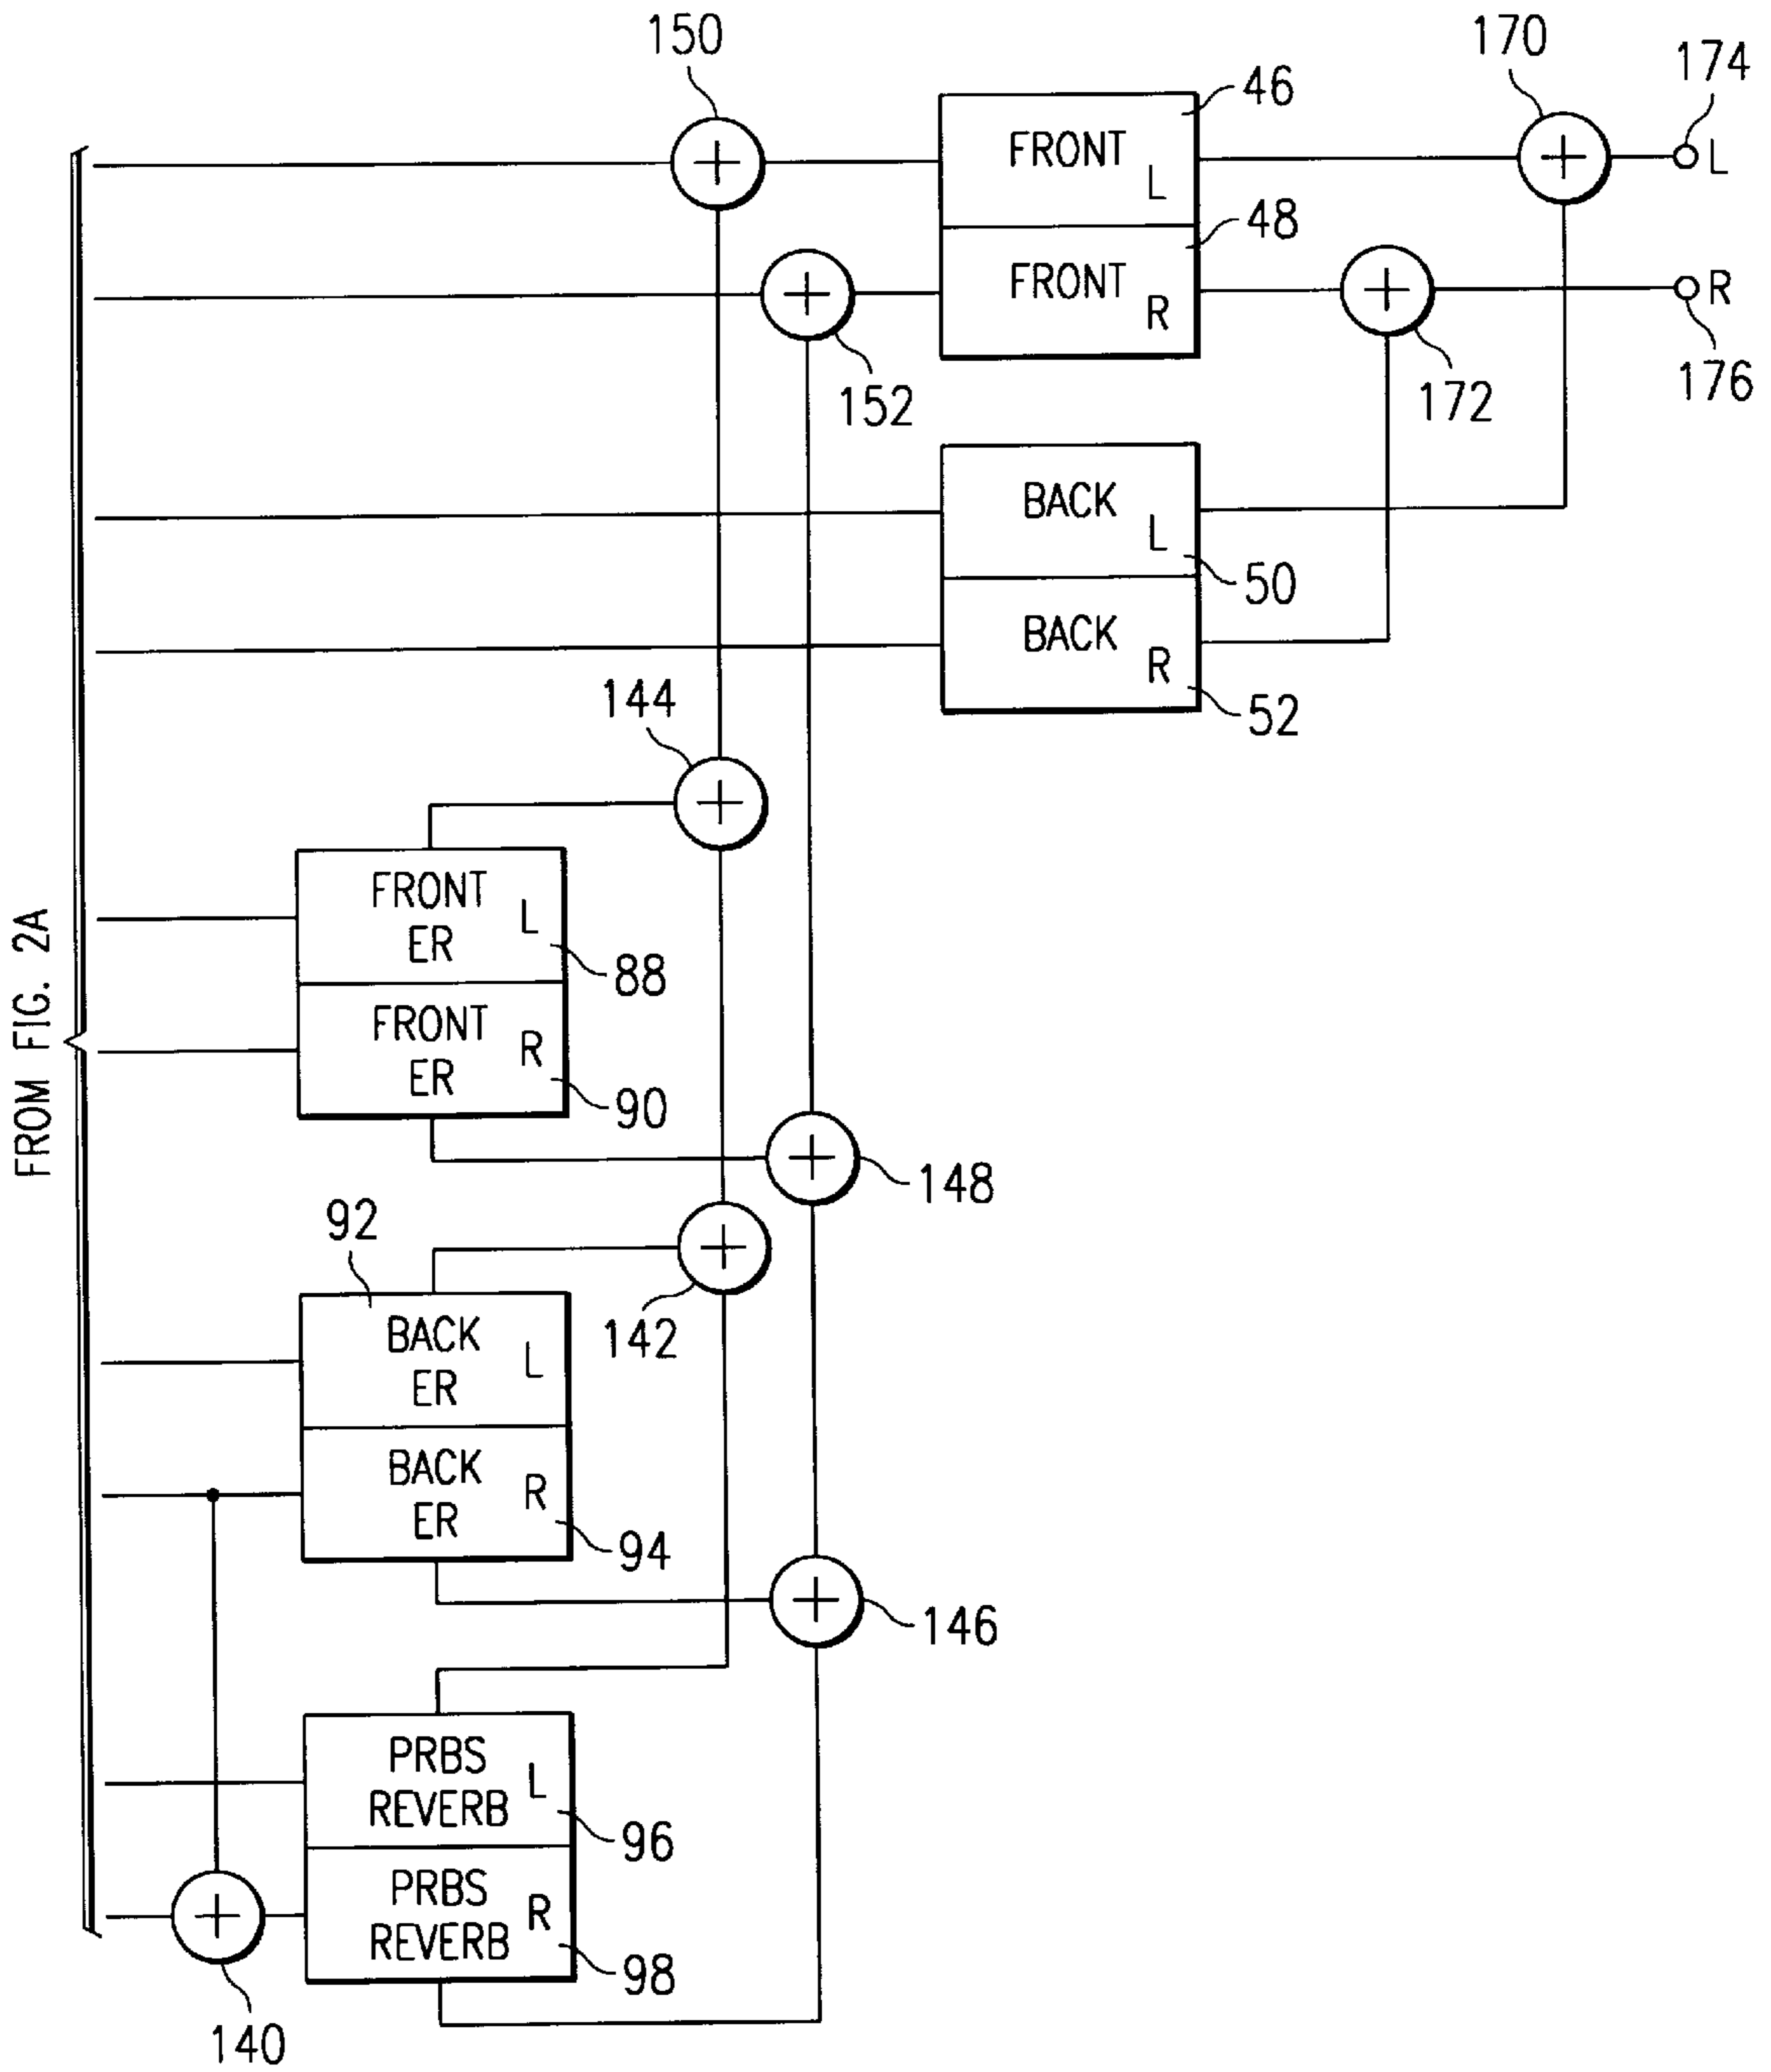 150
170
174
46
FRONT
L
L
48
FRONT
R
R
152
172
176
BACK
L
50
BACK
R
52
144
FROM FIG. 2A
FRONT
ER
L
88
FRONT
ER
R
90
148
92
BACK
ER
L
142
BACK
ER
R
94
146
PRBS
REVERB
L
96
PRBS
REVERB
R
98
140